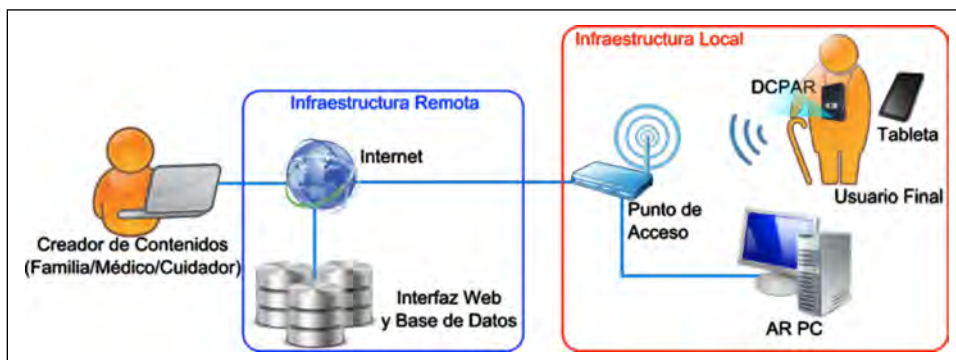 Infraestructura Local
DCPAR
Tableta
Usuario Final
Infraestructura Remota
Internet
Punto de
Acceso
Creador de Contenidos
(Familia/Médico/Cuidador)
Interfaz Web
y Base de Datos
AR PC